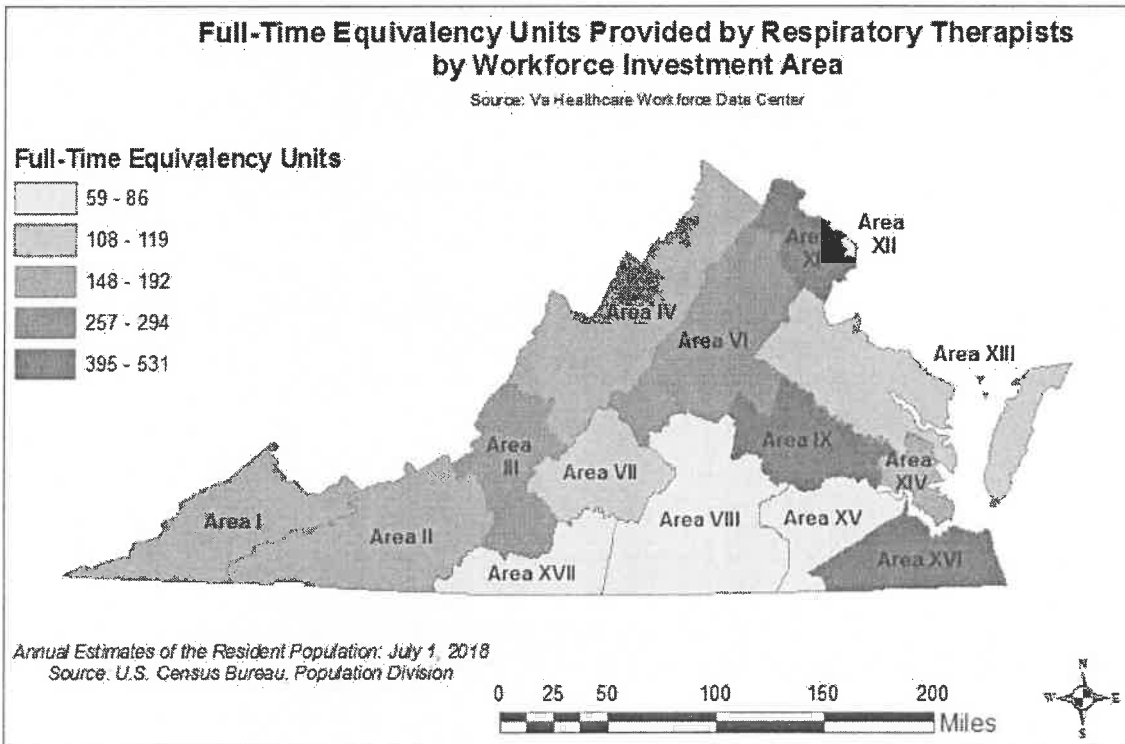 Full-Time Equivalency Units Provided by Respiratory Therapists
by Workforce Investment Area
Source: Va Healthcare Workforce Data Center
Full-Time Equivalency Units
59 - 86
108 - 119
148 - 192
257 - 294
395 - 531
Area
XII
Area
XI
Area IV
Area VI
Area XIII
Area
III
Area IX
Area VII
Area
XIV
Area I
Area II
Area VIII
Area XV
Area XVII
Area XVI
Annual Estimates of the Resident Population: July 1, 2018
Source: U.S. Census Bureau, Population Division
0 25 50 100 150 200
Miles
N
W E
S